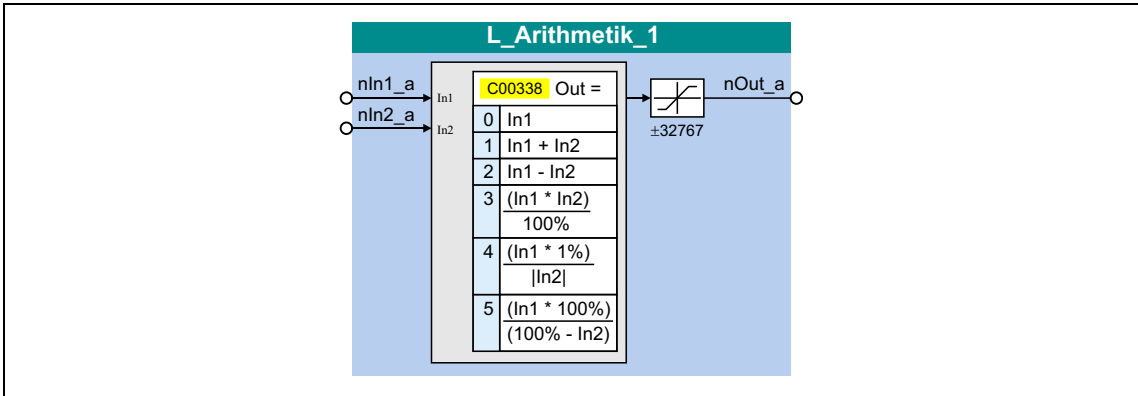 L_Arithmetik_1
nIn1_a
nIn2_a
In1
In2
C00338 Out =
0 In1
1 In1 + In2
2 In1 - In2
3 (In1 * In2)
100%
4 (In1 * 1%)
|In2|
5 (In1 * 100%)
(100% - In2)
±32767
nOut_a